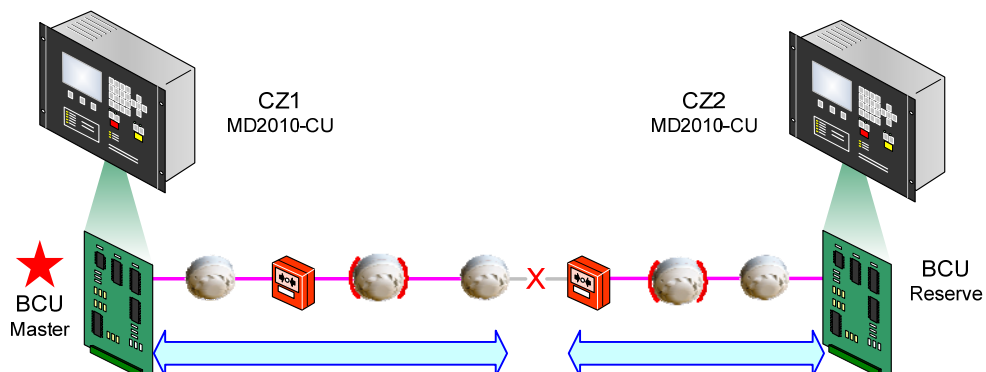 CZ1
MD2010-CU
CZ2
MD2010-CU
X
BCU
Master
BCU
Reserve